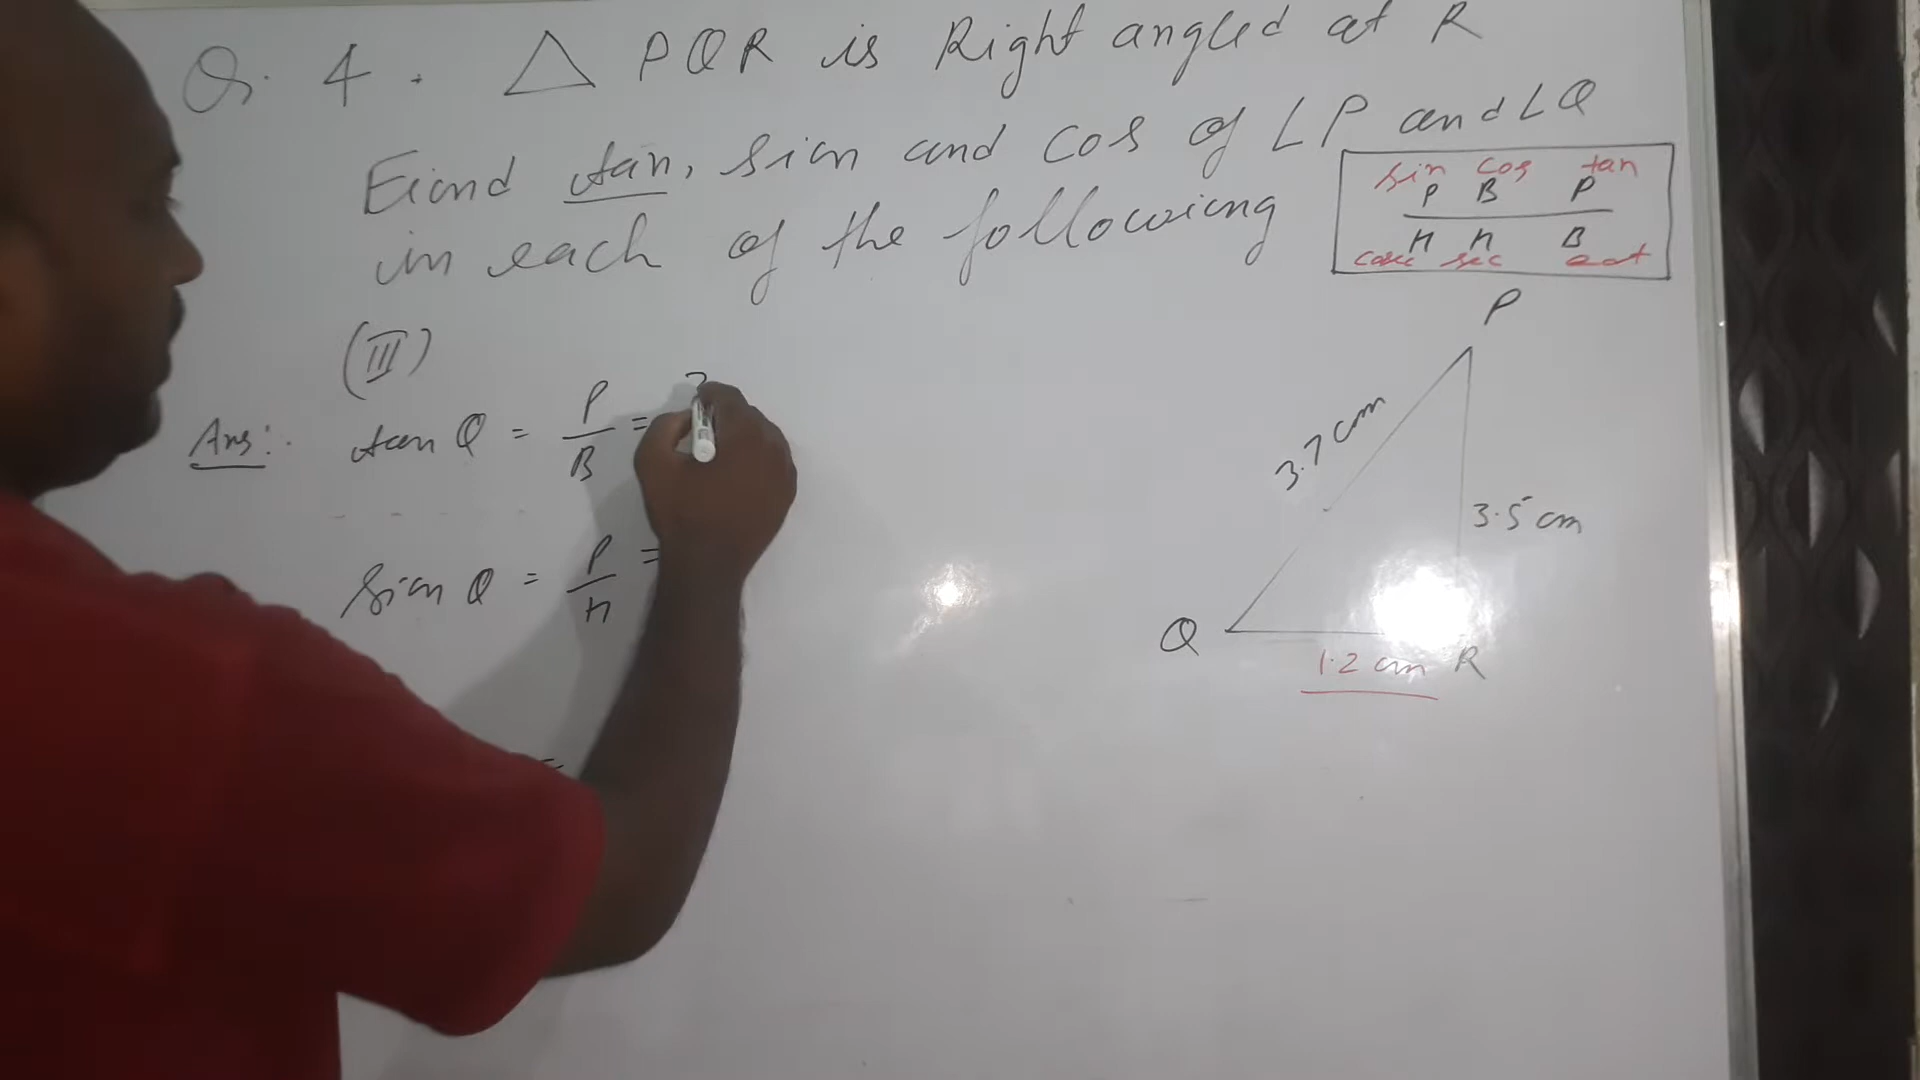 Q. 4. △ PQR is Right angled at R
Find tan, sin and cos of ∠P and ∠Q
in each of the following
sin cos tan
P B P
H H B
cosec sec cot
(III)
P
Ans:. tan Q = P/B =
3.7 cm
3.5 cm
sin Q = P/H =
Q
1.2 cm R
=